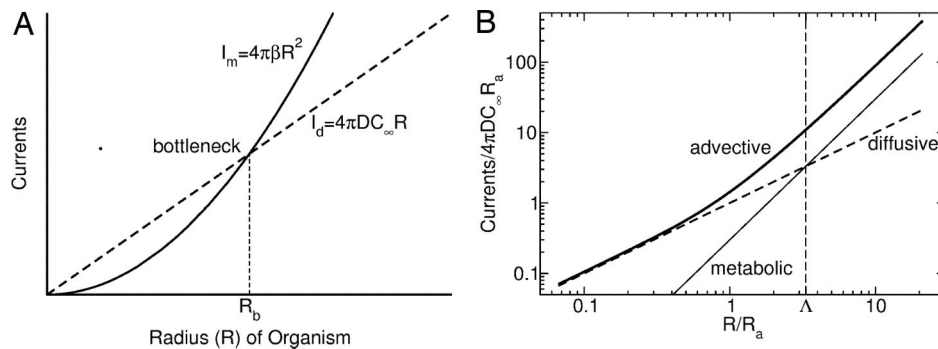 A
I_m=4πβR^2
I_d=4πDC_∞R
bottleneck
Currents
R_b
Radius (R) of Organism
B
Currents/4πDC_∞R_a
100
10
1
0.1
advective
diffusive
metabolic
0.1
1
Λ
10
R/R_a